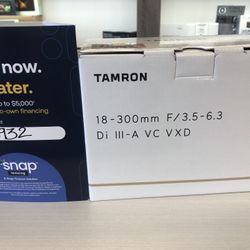 now.
ater.
p to $5,000
o-own financing
932
snap
TAMRON
18-300mm F/3.5-6.3
Di III-A VC VXD